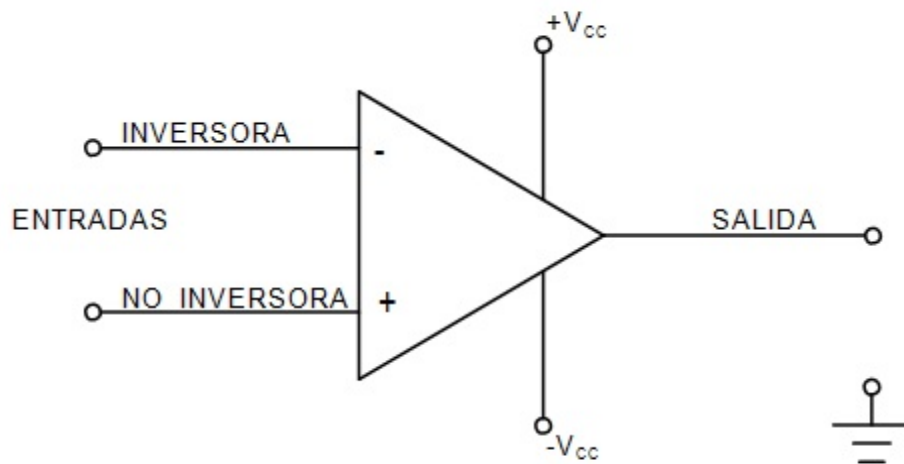 +Vcc
INVERSORA
-
ENTRADAS
SALIDA
NO INVERSORA
+
-Vcc